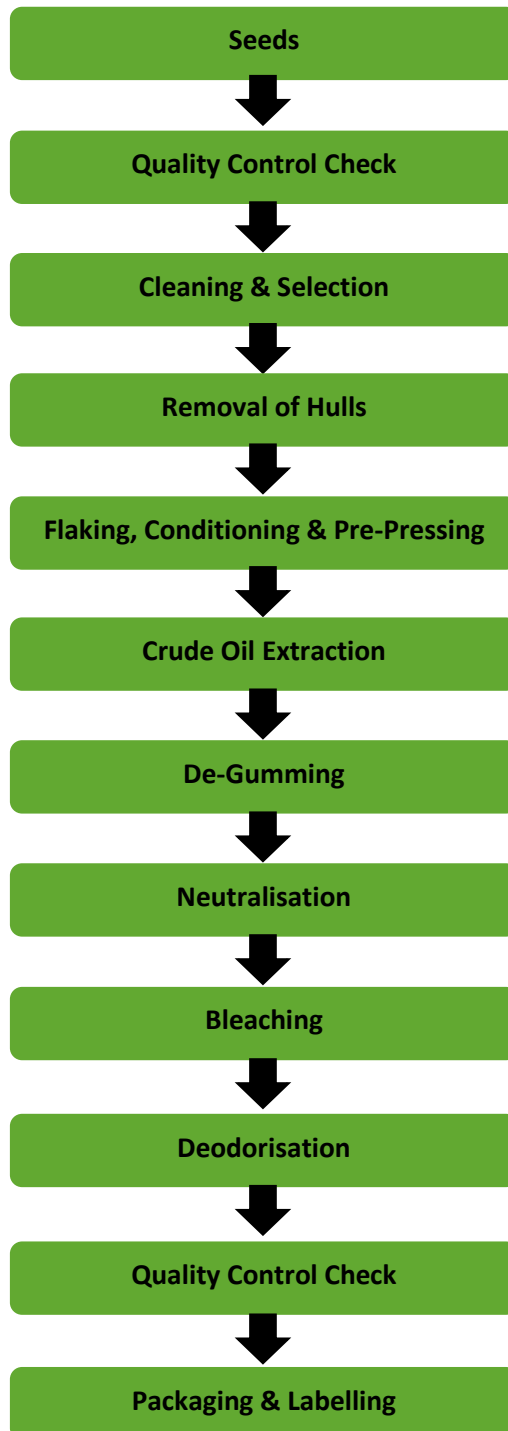 Seeds
Quality Control Check
Cleaning & Selection
Removal of Hulls
Flaking, Conditioning & Pre-Pressing
Crude Oil Extraction
De-Gumming
Neutralisation
Bleaching
Deodorisation
Quality Control Check
Packaging & Labelling